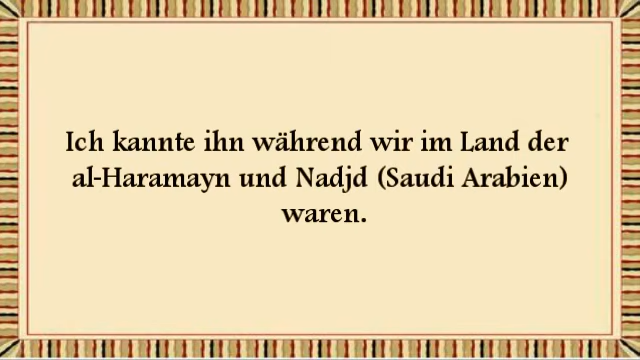 Ich kannte ihn während wir im Land der
al-Haramayn und Nadjd (Saudi Arabien)
waren.